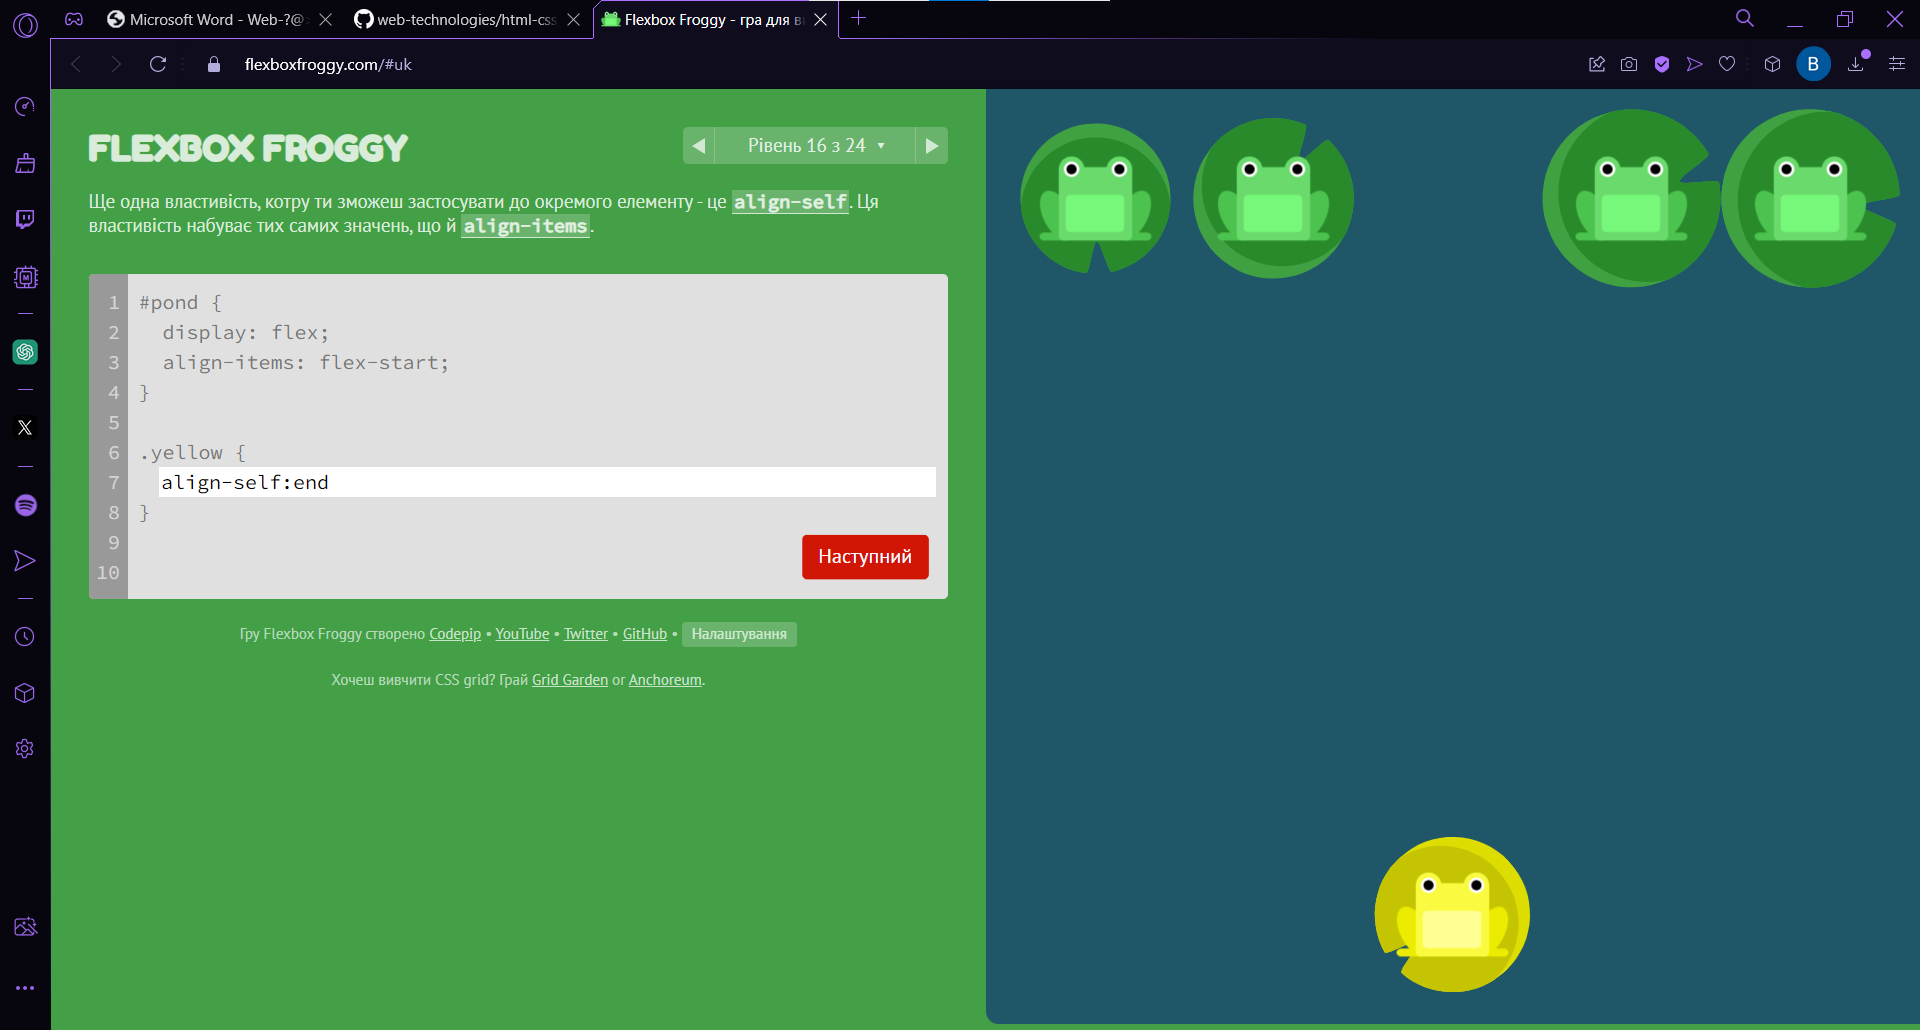 Microsoft Word - Web-?@
web-technologies/html-css
Flexbox Froggy - гра для в
flexboxfroggy.com/#uk
B
FLEXBOX FROGGY
Рівень 16 з 24
Ще одна властивість, котру ти зможеш застосувати до окремого елементу - це align-self. Ця
властивість набуває тих самих значень, що й align-items.
1 #pond {
2 display: flex;
3 align-items: flex-start;
4 }
5
6 .yellow {
7 align-self:end
8 }
9
10
Наступний
Гру Flexbox Froggy створено Codepip • YouTube • Twitter • GitHub • Налаштування
Хочеш вивчити CSS grid? Грай Grid Garden or Anchoreum.